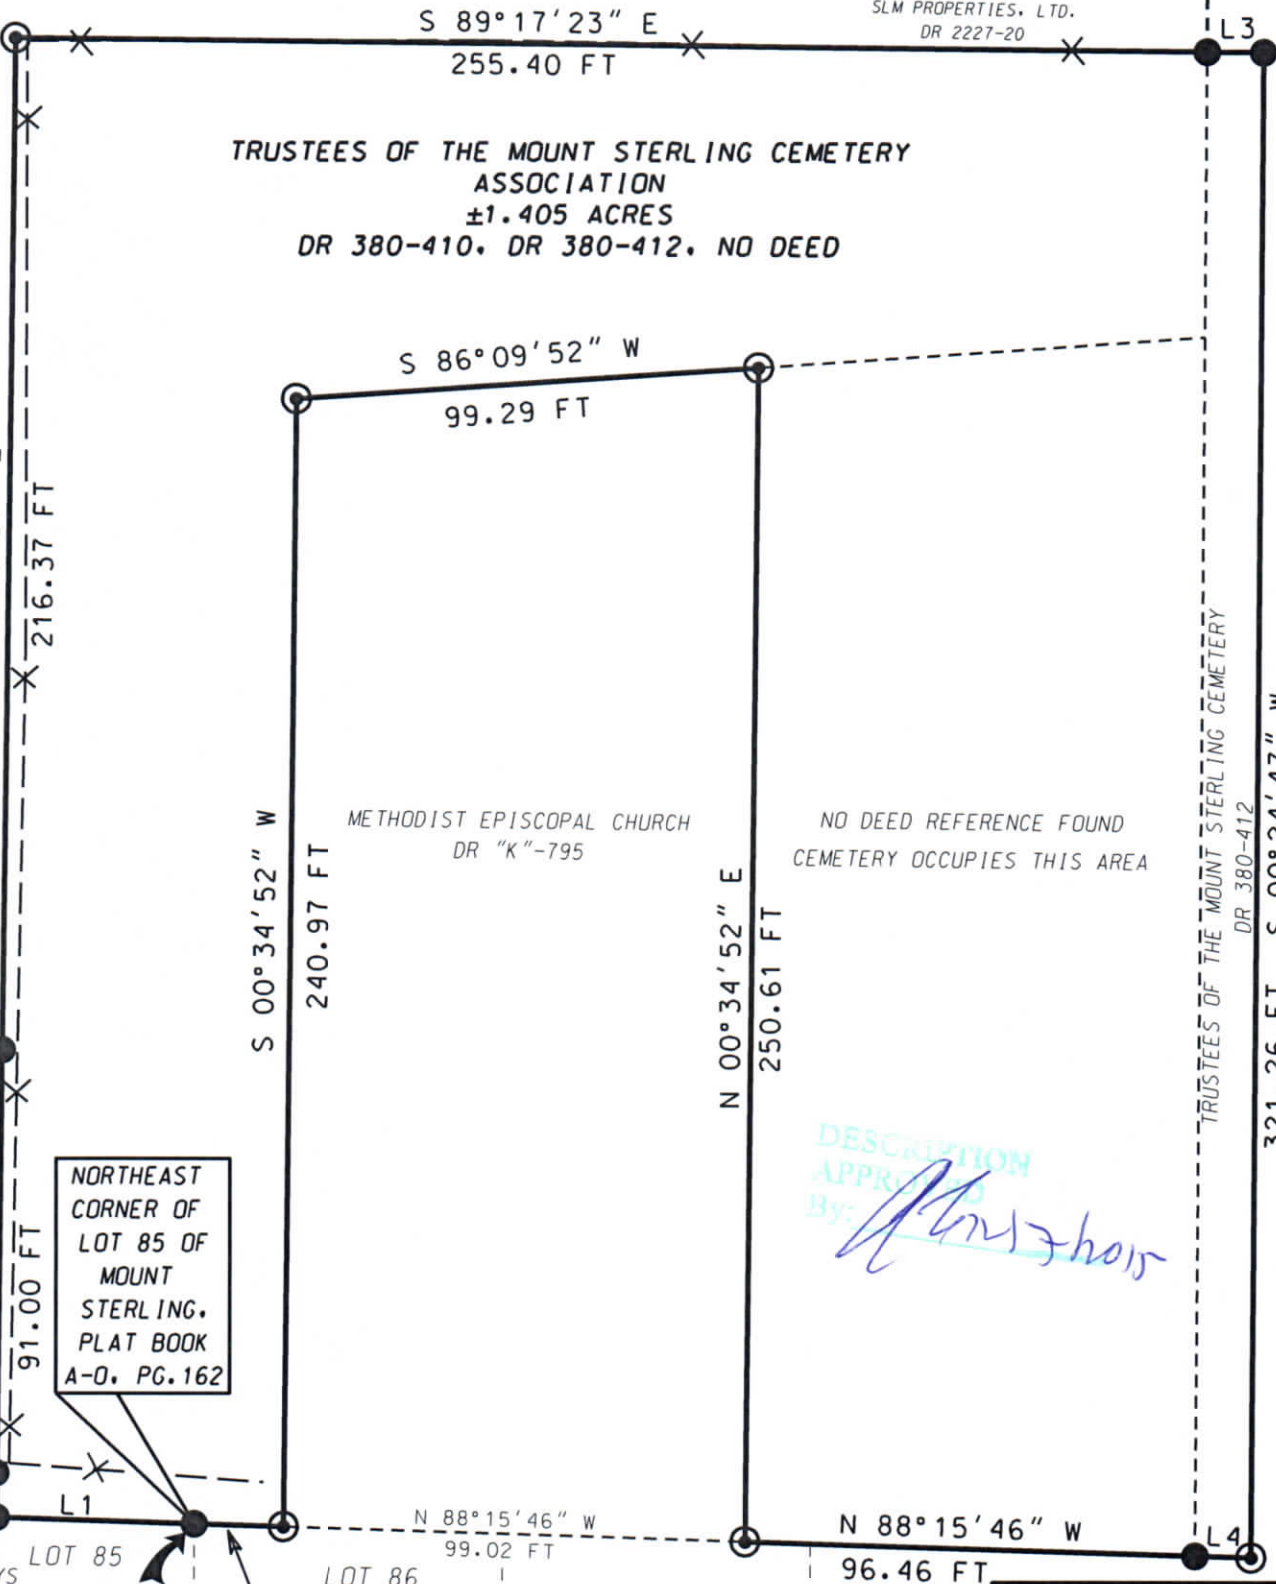 SLM PROPERTIES, LTD.
DR 2227-20
S 89°17'23" E
255.40 FT
L3
TRUSTEES OF THE MOUNT STERLING CEMETERY
ASSOCIATION
±1.405 ACRES
DR 380-410, DR 380-412, NO DEED
S 86°09'52" W
99.29 FT
216.37 FT
METHODIST EPISCOPAL CHURCH
DR "K"-795
NO DEED REFERENCE FOUND
CEMETERY OCCUPIES THIS AREA
S 00°34'52" W
240.97 FT
N 00°34'52" E
250.61 FT
TRUSTEES OF THE MOUNT STERLING CEMETERY
DR 380-412
321.26 FT
DESCRIPTION
APPROVED
By:
91.00 FT
NORTHEAST
CORNER OF
LOT 85 OF
MOUNT
STERLING,
PLAT BOOK
A-O, PG.162
L1
N 88°15'46" W
99.02 FT
N 88°15'46" W
96.46 FT
L4
LOT 85
LOT 86